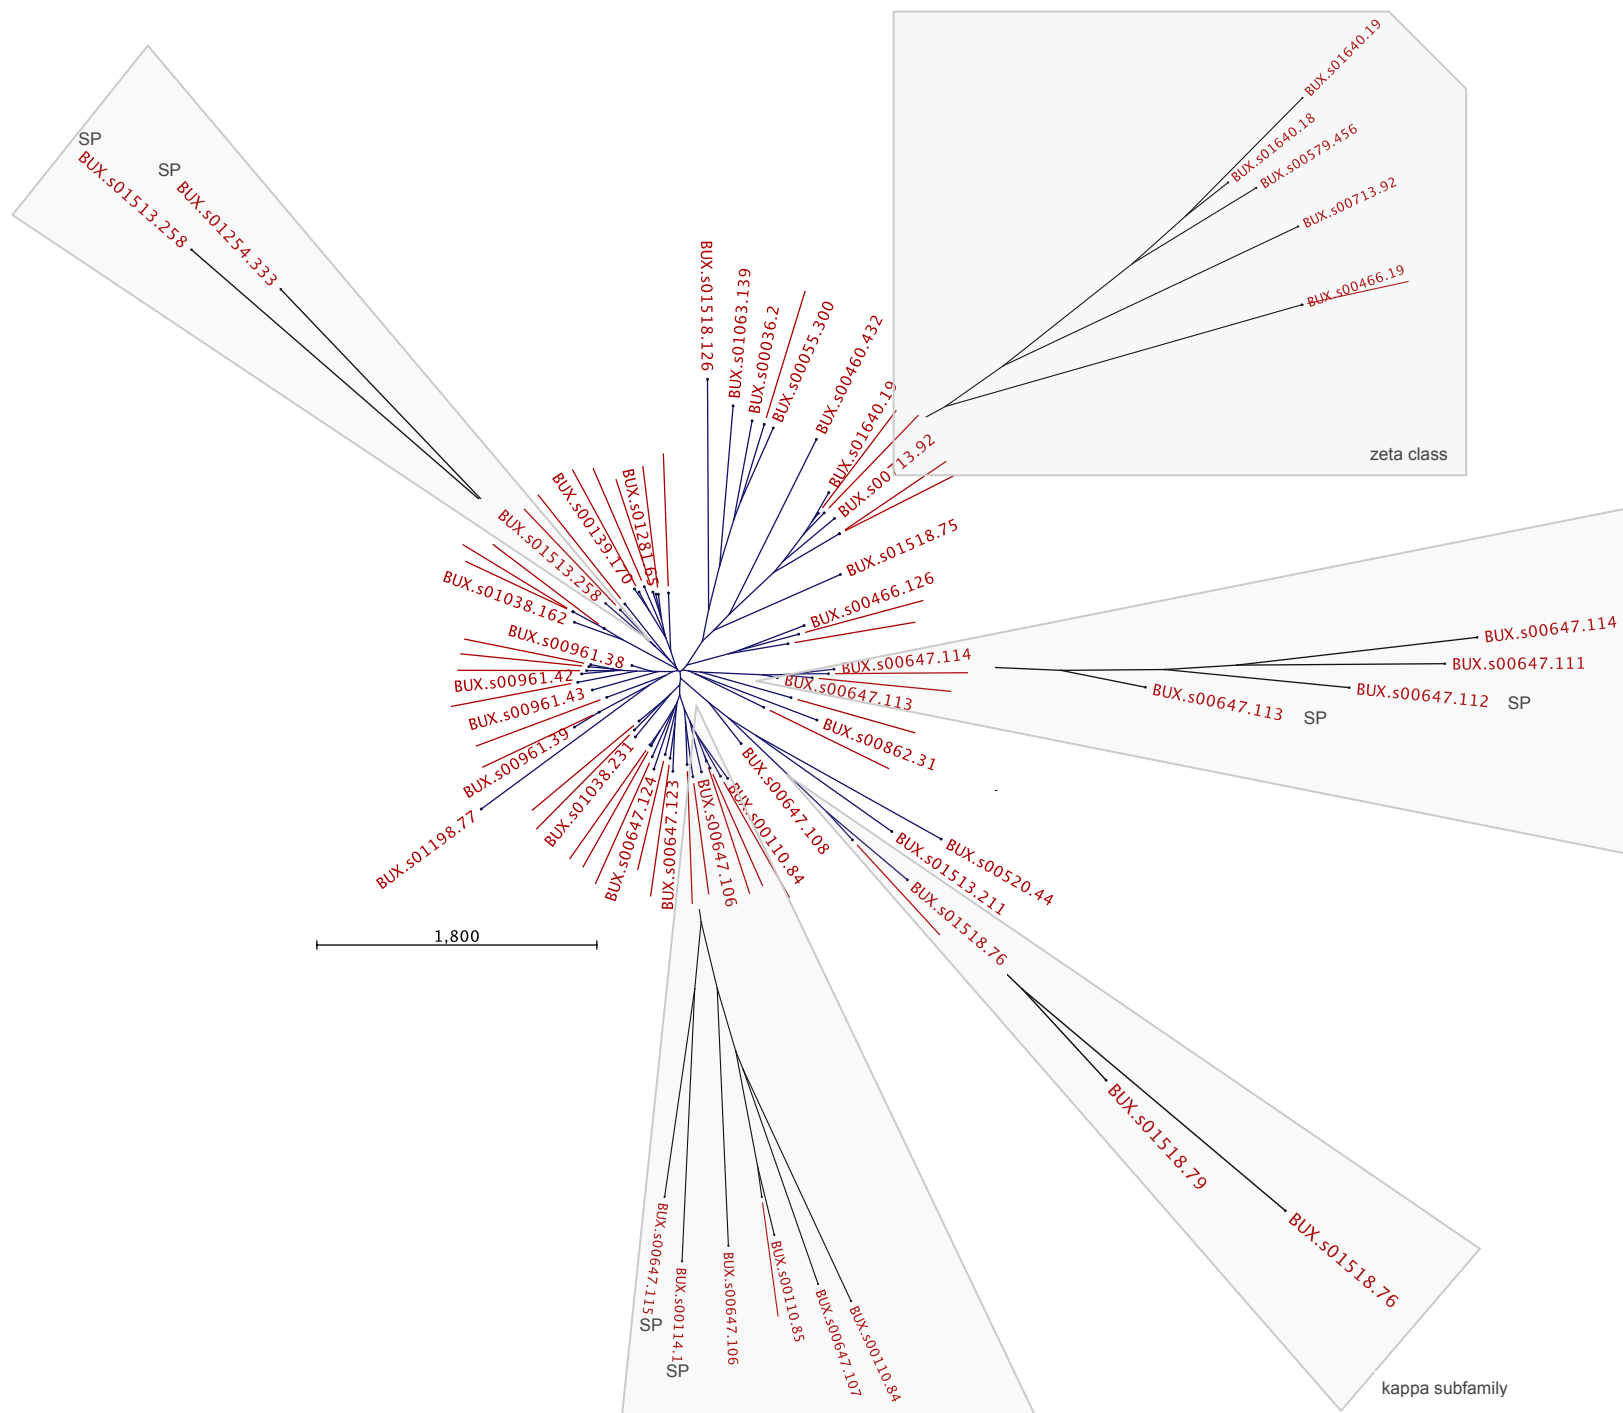 BUX.s01640.19
BUX.s01640.18
BUX.s00579.456
BUX.s00713.92
BUX.s00466.19
zeta class
SP
BUX.s01513.258
SP
BUX.s01254.333
BUX.s01518.126
BUX.s01063.139
BUX.s00036.2
BUX.s00055.300
BUX.s00460.432
BUX.s01640.19
BUX.s00713.92
BUX.s01518.75
BUX.s00466.126
BUX.s00139.170
BUX.s01281.65
BUX.s01513.258
BUX.s01038.162
BUX.s00961.38
BUX.s00961.42
BUX.s00961.43
BUX.s00961.39
BUX.s01198.77
BUX.s01038.231
BUX.s00647.124
BUX.s00647.123
BUX.s00647.106
BUX.s00110.84
BUX.s00647.108
BUX.s00647.114
BUX.s00647.113
BUX.s00862.31
BUX.s00520.44
BUX.s01513.211
BUX.s01518.76
BUX.s00647.114
BUX.s00647.111
BUX.s00647.112
SP
BUX.s00647.113
SP
1,800
BUX.s01518.79
BUX.s01518.76
kappa subfamily
BUX.s00647.115
SP
BUX.s00114.1
SP
BUX.s00647.106
BUX.s00110.85
BUX.s00647.107
BUX.s00110.84